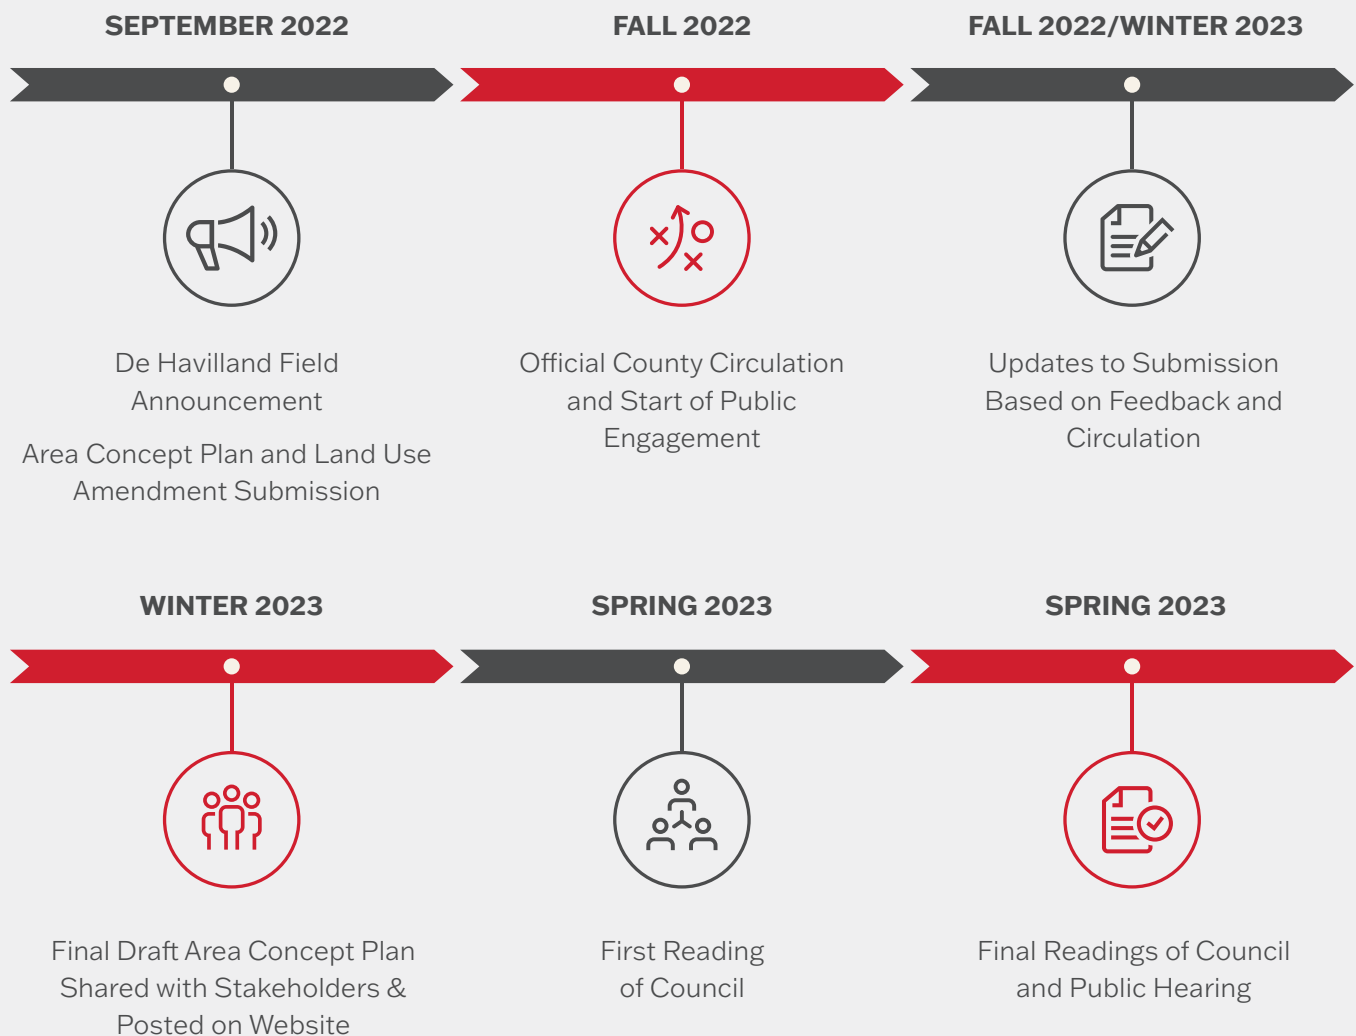 SEPTEMBER 2022
De Havilland Field
Announcement
Area Concept Plan and Land Use
Amendment Submission
FALL 2022
Official County Circulation
and Start of Public
Engagement
FALL 2022/WINTER 2023
Updates to Submission
Based on Feedback and
Circulation
WINTER 2023
Final Draft Area Concept Plan
Shared with Stakeholders &
Posted on Website
SPRING 2023
First Reading
of Council
SPRING 2023
Final Readings of Council
and Public Hearing